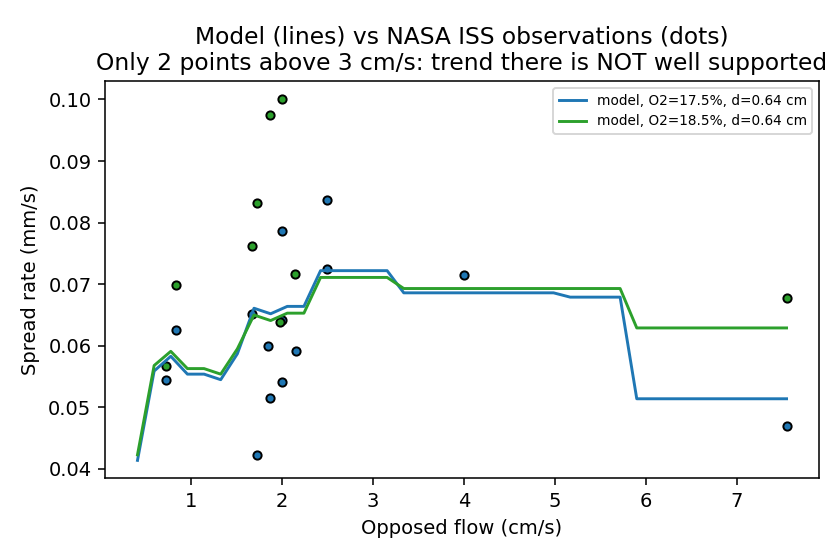 Model (lines) vs NASA ISS observations (dots)
Only 2 points above 3 cm/s: trend there is NOT well supported
model, O2=17.5%, d=0.64 cm
model, O2=18.5%, d=0.64 cm
Spread rate (mm/s)
0.10
0.09
0.08
0.07
0.06
0.05
0.04
1 2 3 4 5 6 7
Opposed flow (cm/s)